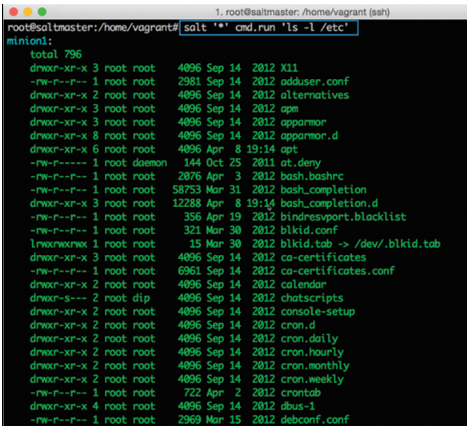 1. root@saltmaster: /home/vagrant (ssh)
root@saltmaster:/home/vagrant# salt '*' cmd.run 'ls -l /etc'
minion1:
total 796
drwxr-xr-x 3 root root 4096 Sep 14 2012 X11
-rw-r--r-- 1 root root 2981 Sep 14 2012 adduser.conf
drwxr-xr-x 2 root root 4096 Sep 14 2012 alternatives
drwxr-xr-x 3 root root 4096 Sep 14 2012 apm
drwxr-xr-x 3 root root 4096 Sep 14 2012 apparmor
drwxr-xr-x 8 root root 4096 Sep 14 2012 apparmor.d
drwxr-xr-x 6 root root 4096 Apr 8 19:14 apt
-rw-r----- 1 root daemon 144 Oct 25 2011 at.deny
-rw-r--r-- 1 root root 2076 Apr 3 2012 bash.bashrc
-rw-r--r-- 1 root root 58753 Mar 31 2012 bash_completion
drwxr-xr-x 3 root root 12288 Apr 8 19:14 bash_completion.d
-rw-r--r-- 1 root root 356 Apr 19 2012 bindresvport.blacklist
-rw-r--r-- 1 root root 321 Mar 30 2012 blkid.conf
lrwxrwxrwx 1 root root 15 Mar 30 2012 blkid.tab -> /dev/.blkid.tab
drwxr-xr-x 3 root root 4096 Sep 14 2012 ca-certificates
-rw-r--r-- 1 root root 6961 Sep 14 2012 ca-certificates.conf
drwxr-xr-x 2 root root 4096 Sep 14 2012 calendar
drwxr-s--- 2 root dip 4096 Sep 14 2012 chatscripts
drwxr-xr-x 2 root root 4096 Sep 14 2012 console-setup
drwxr-xr-x 2 root root 4096 Sep 14 2012 cron.d
drwxr-xr-x 2 root root 4096 Sep 14 2012 cron.daily
drwxr-xr-x 2 root root 4096 Sep 14 2012 cron.hourly
drwxr-xr-x 2 root root 4096 Sep 14 2012 cron.monthly
drwxr-xr-x 2 root root 4096 Sep 14 2012 cron.weekly
-rw-r--r-- 1 root root 722 Apr 2 2012 crontab
drwxr-xr-x 4 root root 4096 Sep 14 2012 dbus-1
-rw-r--r-- 1 root root 2969 Mar 15 2012 debconf.conf